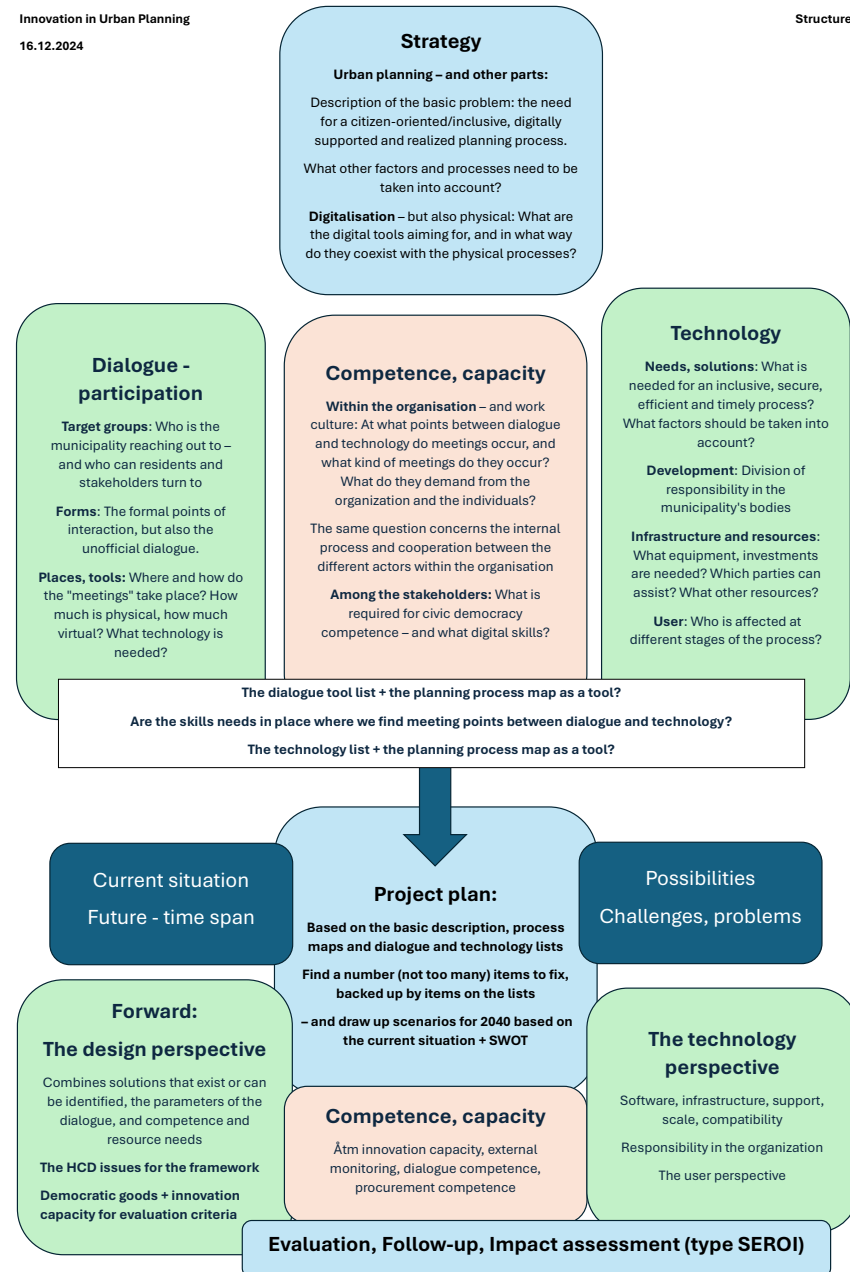 Innovation in Urban Planning
Structure
16.12.2024
Strategy
Urban planning – and other parts:
Description of the basic problem: the need
for a citizen-oriented/inclusive, digitally
supported and realized planning process.
What other factors and processes need to be
taken into account?
Digitalisation – but also physical: What are
the digital tools aiming for, and in what way
do they coexist with the physical processes?
Dialogue -
participation
Target groups: Who is the
municipality reaching out to –
and who can residents and
stakeholders turn to
Forms: The formal points of
interaction, but also the
unofficial dialogue.
Places, tools: Where and how do
the "meetings" take place? How
much is physical, how much
virtual? What technology is
needed?
Competence, capacity
Within the organisation – and work
culture: At what points between dialogue
and technology do meetings occur, and
what kind of meetings do they occur?
What do they demand from the
organization and the individuals?
The same question concerns the internal
process and cooperation between the
different actors within the organisation
Among the stakeholders: What is
required for civic democracy
competence – and what digital skills?
Technology
Needs, solutions: What is
needed for an inclusive, secure,
efficient and timely process?
What factors should be taken into
account?
Development: Division of
responsibility in the
municipality's bodies
Infrastructure and resources:
What equipment, investments
are needed? Which parties can
assist? What other resources?
User: Who is affected at
different stages of the process?
The dialogue tool list + the planning process map as a tool?
Are the skills needs in place where we find meeting points between dialogue and technology?
The technology list + the planning process map as a tool?
Current situation
Future - time span
Project plan:
Based on the basic description, process
maps and dialogue and technology lists
Find a number (not too many) items to fix,
backed up by items on the lists
– and draw up scenarios for 2040 based on
the current situation + SWOT
Possibilities
Challenges, problems
Forward:
The design perspective
Combines solutions that exist or can
be identified, the parameters of the
dialogue, and competence and
resource needs
The HCD issues for the framework
Democratic goods + innovation
capacity for evaluation criteria
Competence, capacity
Åtm innovation capacity, external
monitoring, dialogue competence,
procurement competence
The technology
perspective
Software, infrastructure, support,
scale, compatibility
Responsibility in the organization
The user perspective
Evaluation, Follow-up, Impact assessment (type SEROI)